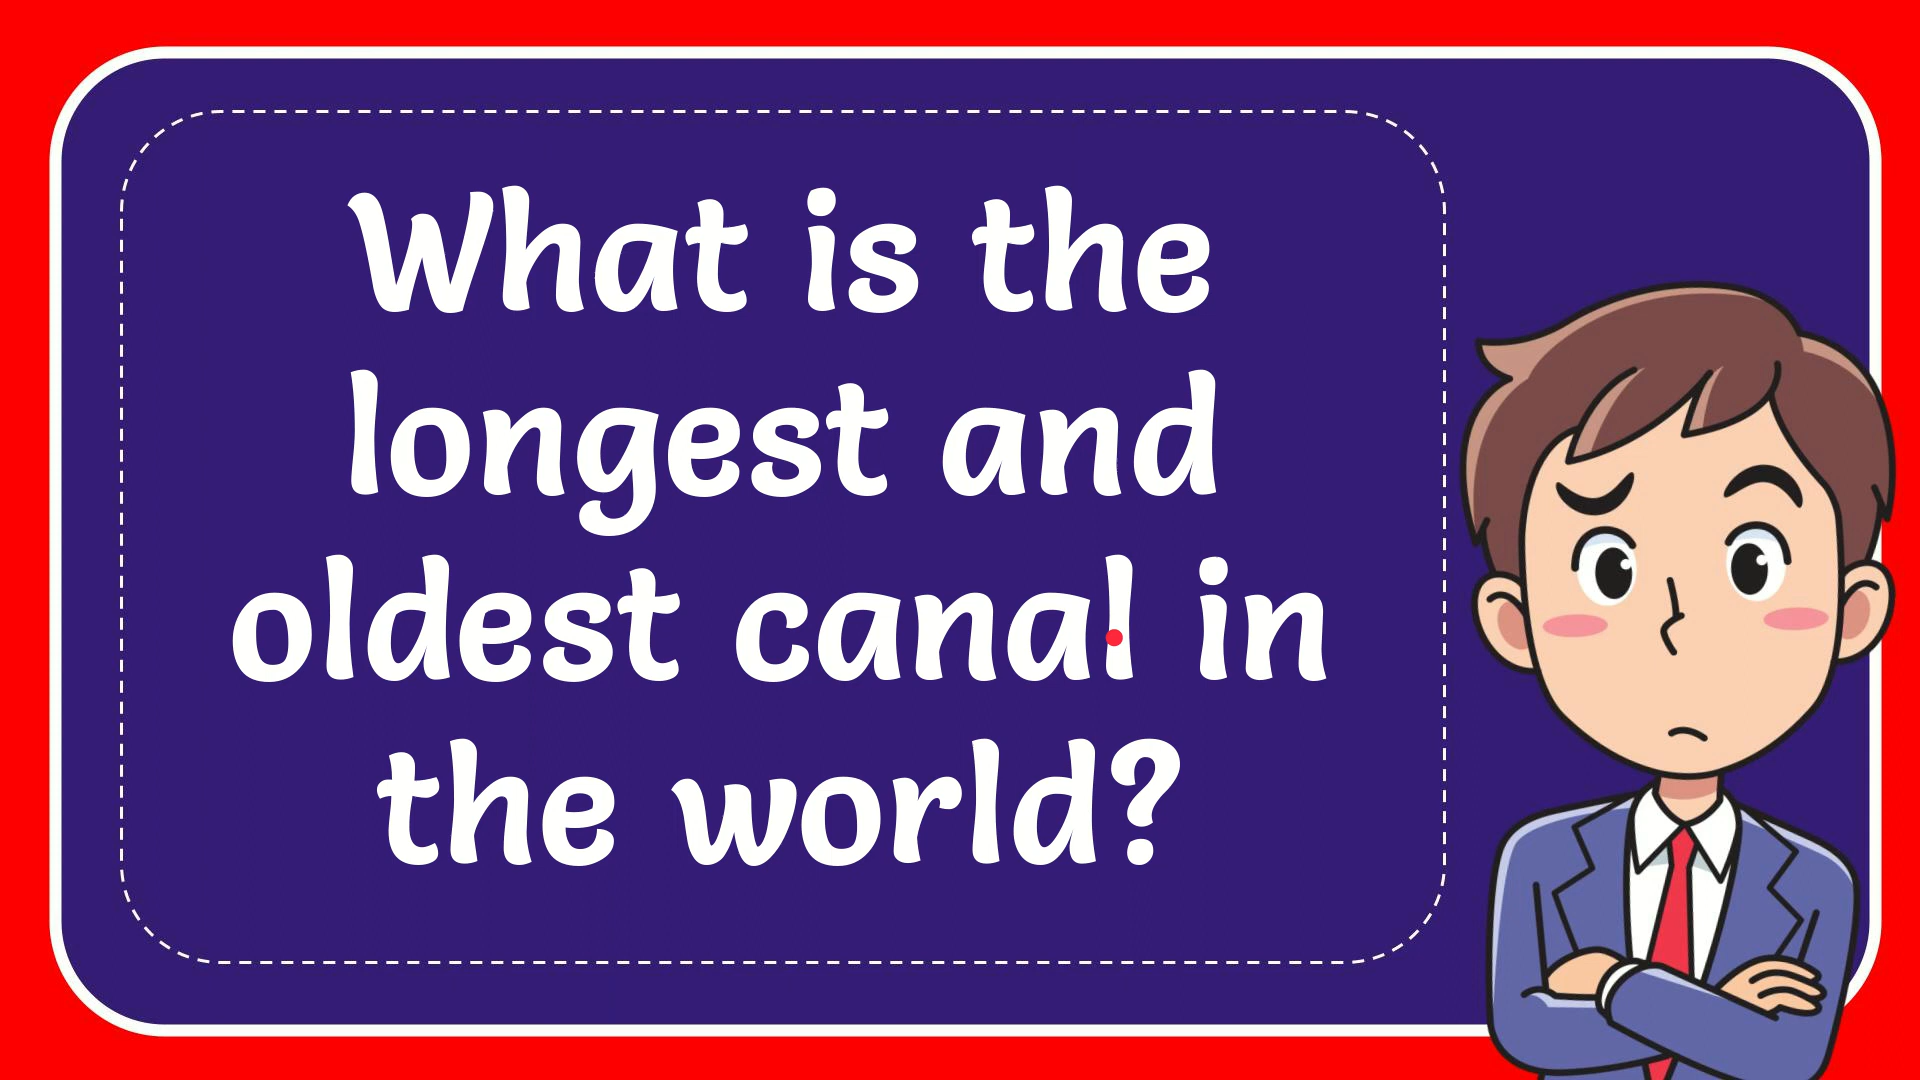 What is the
longest and
oldest canal in
the world?